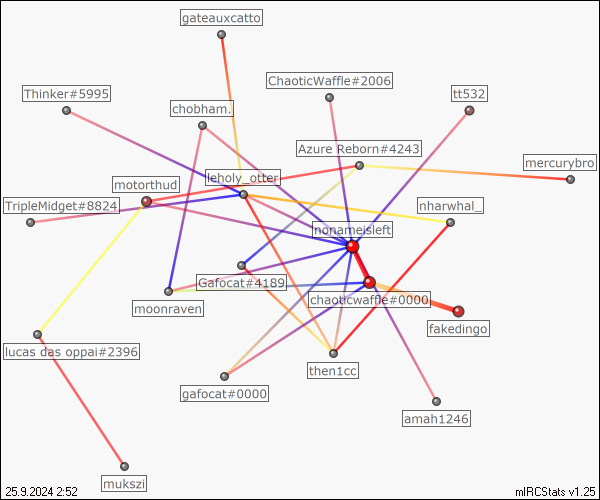 gateauxcatto
ChaoticWaffle#2006
Thinker#5995
tt532
chobham.
Azure Reborn#4243
mercurybro
leholy_otter
motorthud
TripleMidget#8824
nharwhal_
nonameisleft
Gafocat#4189
chaoticwaffle#0000
moonraven
fakedingo
lucas das oppai#2396
then1cc
gafocat#0000
amah1246
mukszi
25.9.2024 2:52
mIRCStats v1.25